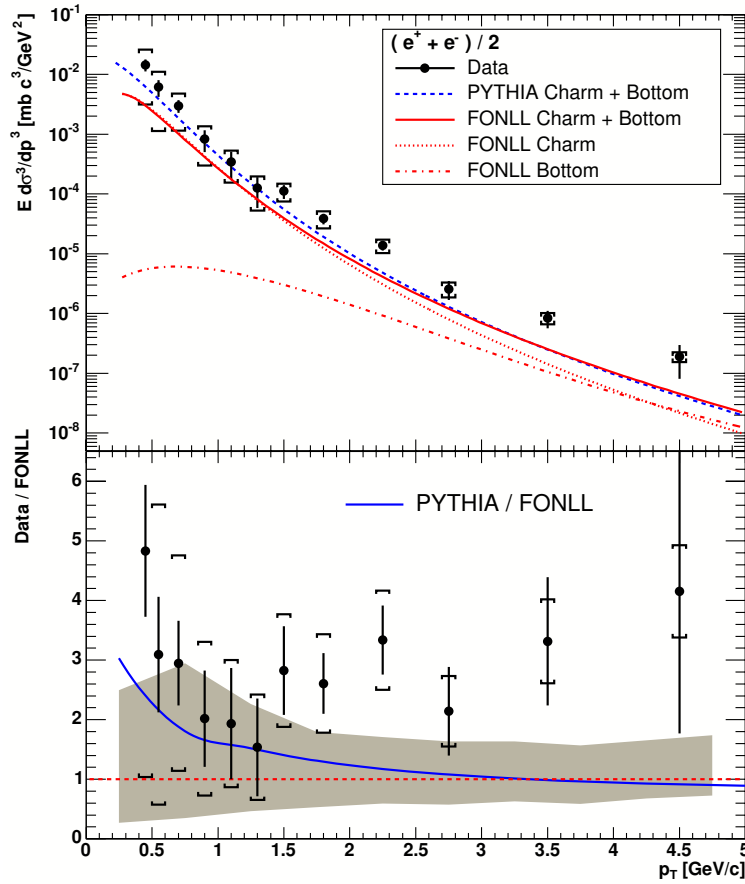 ( e⁺ + e⁻ ) / 2
Data
PYTHIA Charm + Bottom
FONLL Charm + Bottom
FONLL Charm
FONLL Bottom
E dσ³/dp³ [mb c³/GeV²]
10⁻¹
10⁻²
10⁻³
10⁻⁴
10⁻⁵
10⁻⁶
10⁻⁷
10⁻⁸
Data / FONLL
PYTHIA / FONLL
6
5
4
3
2
1
0
0 0.5 1 1.5 2 2.5 3 3.5 4 4.5 5
p_T [GeV/c]